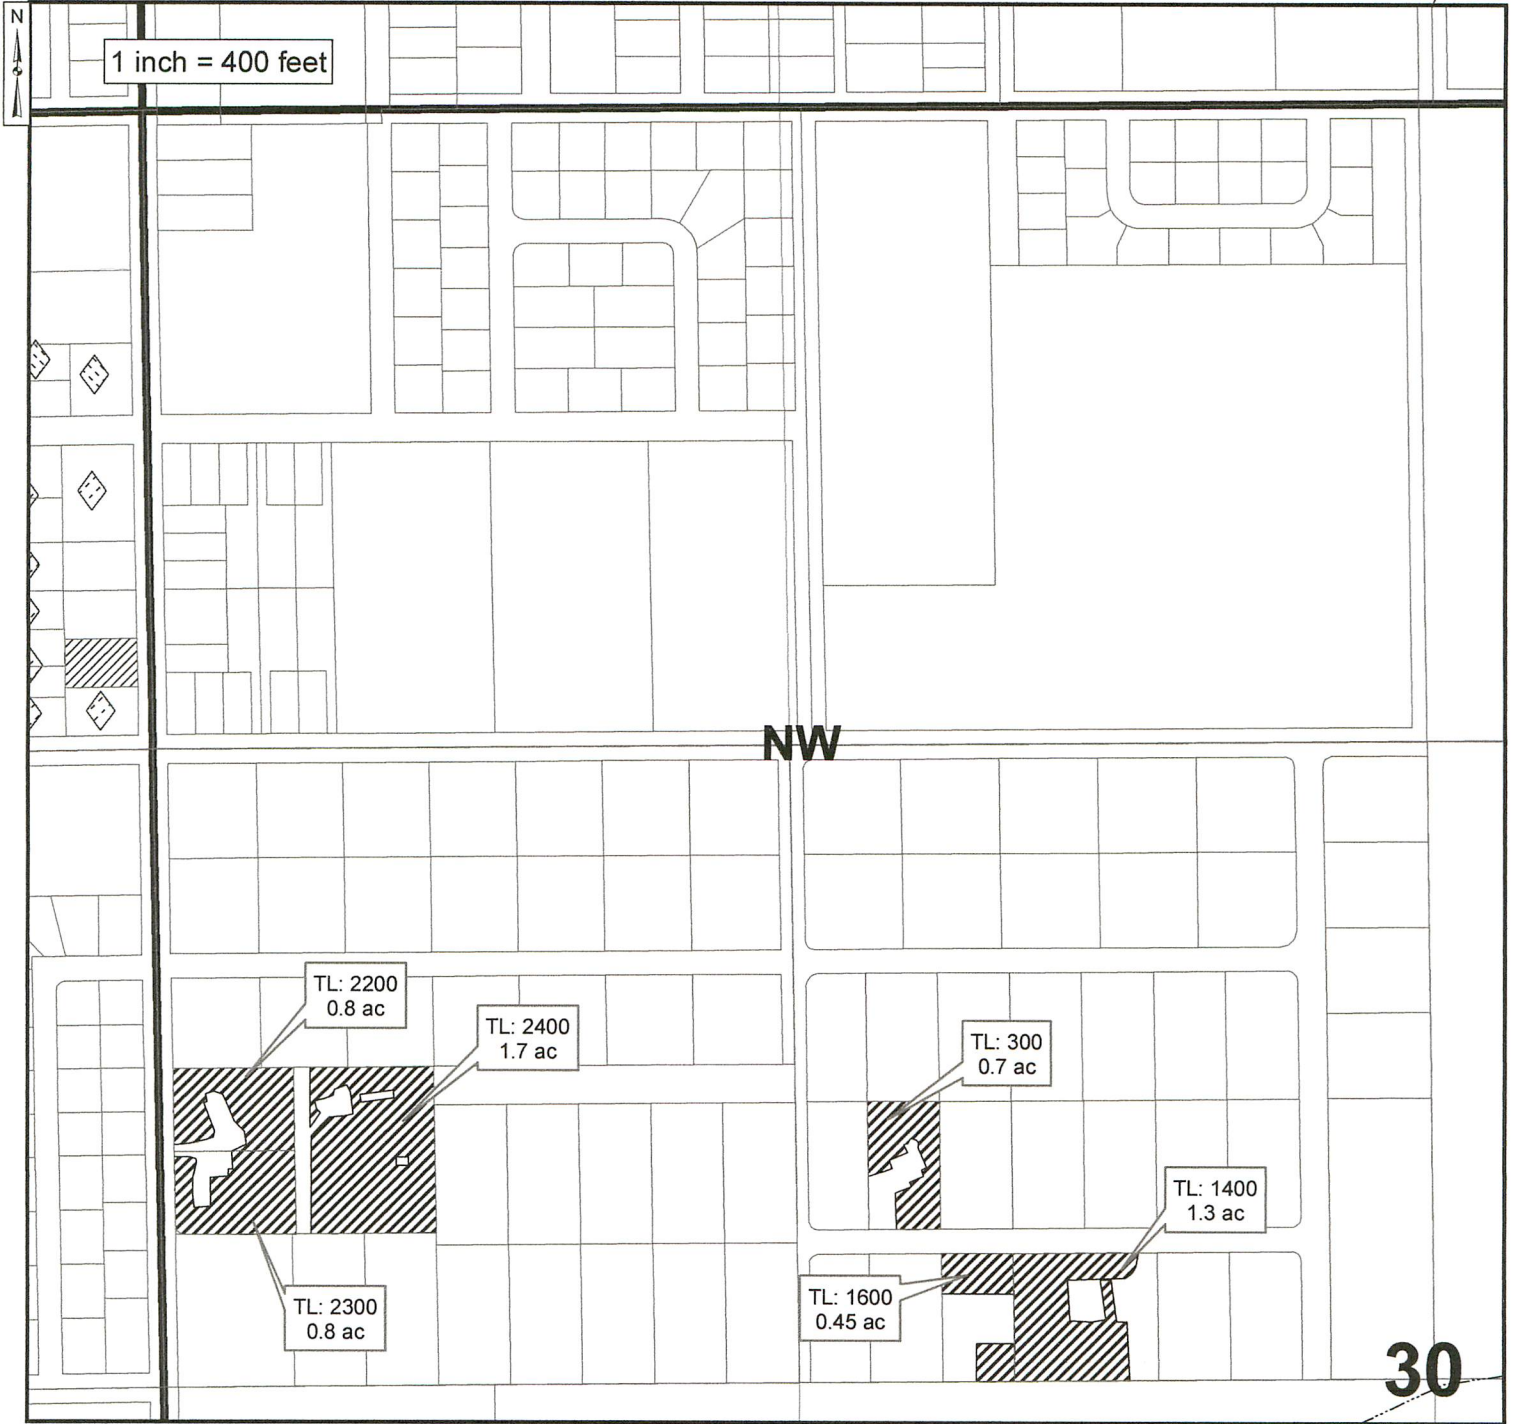 N
1 inch = 400 feet
NW
TL: 2200
0.8 ac
TL: 2400
1.7 ac
TL: 300
0.7 ac
TL: 1400
1.3 ac
TL: 1600
0.45 ac
TL: 2300
0.8 ac
30